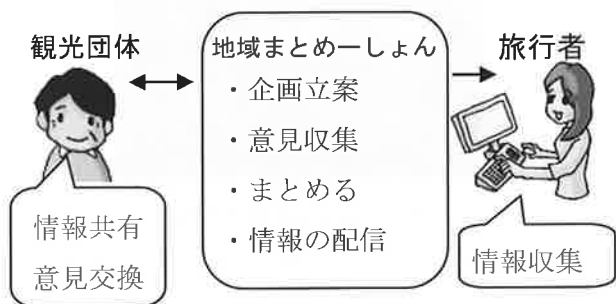 観光団体
地域まとめーしょん
旅行者
・企画立案
・意見収集
・まとめる
・情報の配信
情報共有
意見交換
情報収集